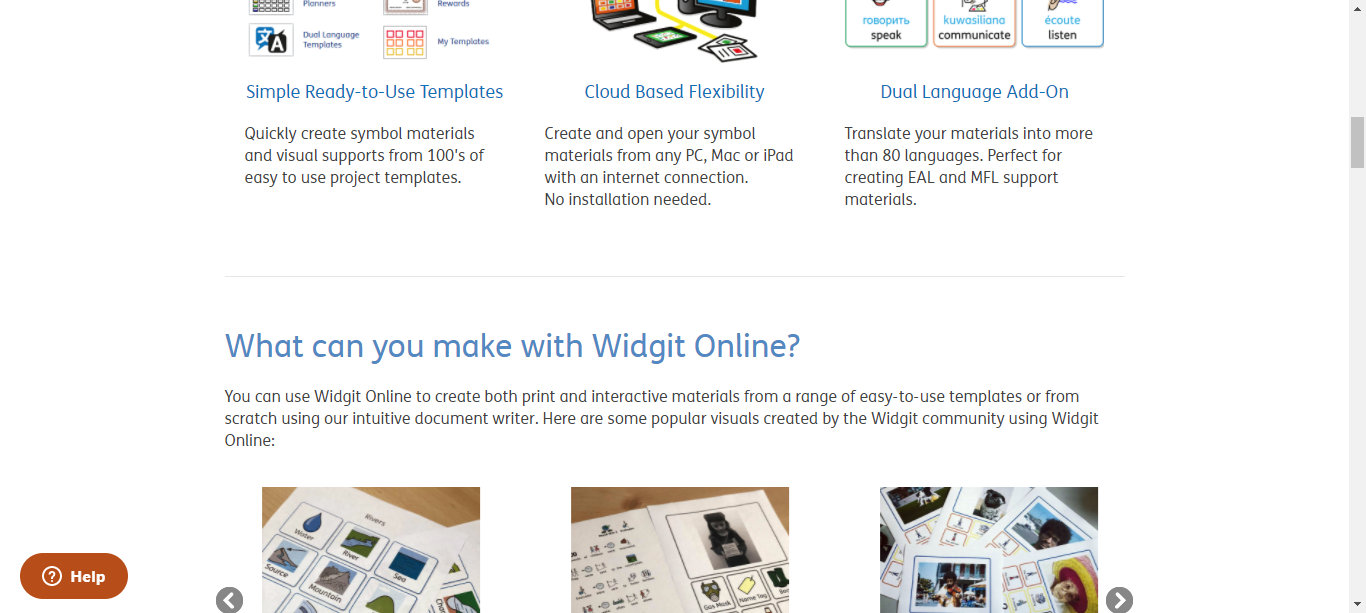 Planners
Rewards
Dual Language
Templates
My Templates
говорить
speak
kuwasiliana
communicate
écoute
listen
Simple Ready-to-Use Templates
Quickly create symbol materials
and visual supports from 100's of
easy to use project templates.
Cloud Based Flexibility
Create and open your symbol
materials from any PC, Mac or iPad
with an internet connection.
No installation needed.
Dual Language Add-On
Translate your materials into more
than 80 languages. Perfect for
creating EAL and MFL support
materials.
What can you make with Widgit Online?
You can use Widgit Online to create both print and interactive materials from a range of easy-to-use templates or from
scratch using our intuitive document writer. Here are some popular visuals created by the Widgit community using Widgit
Online:
Rivers
Water
River
Sea
Source
Mountain
Gas Mask
Name Tag
Help